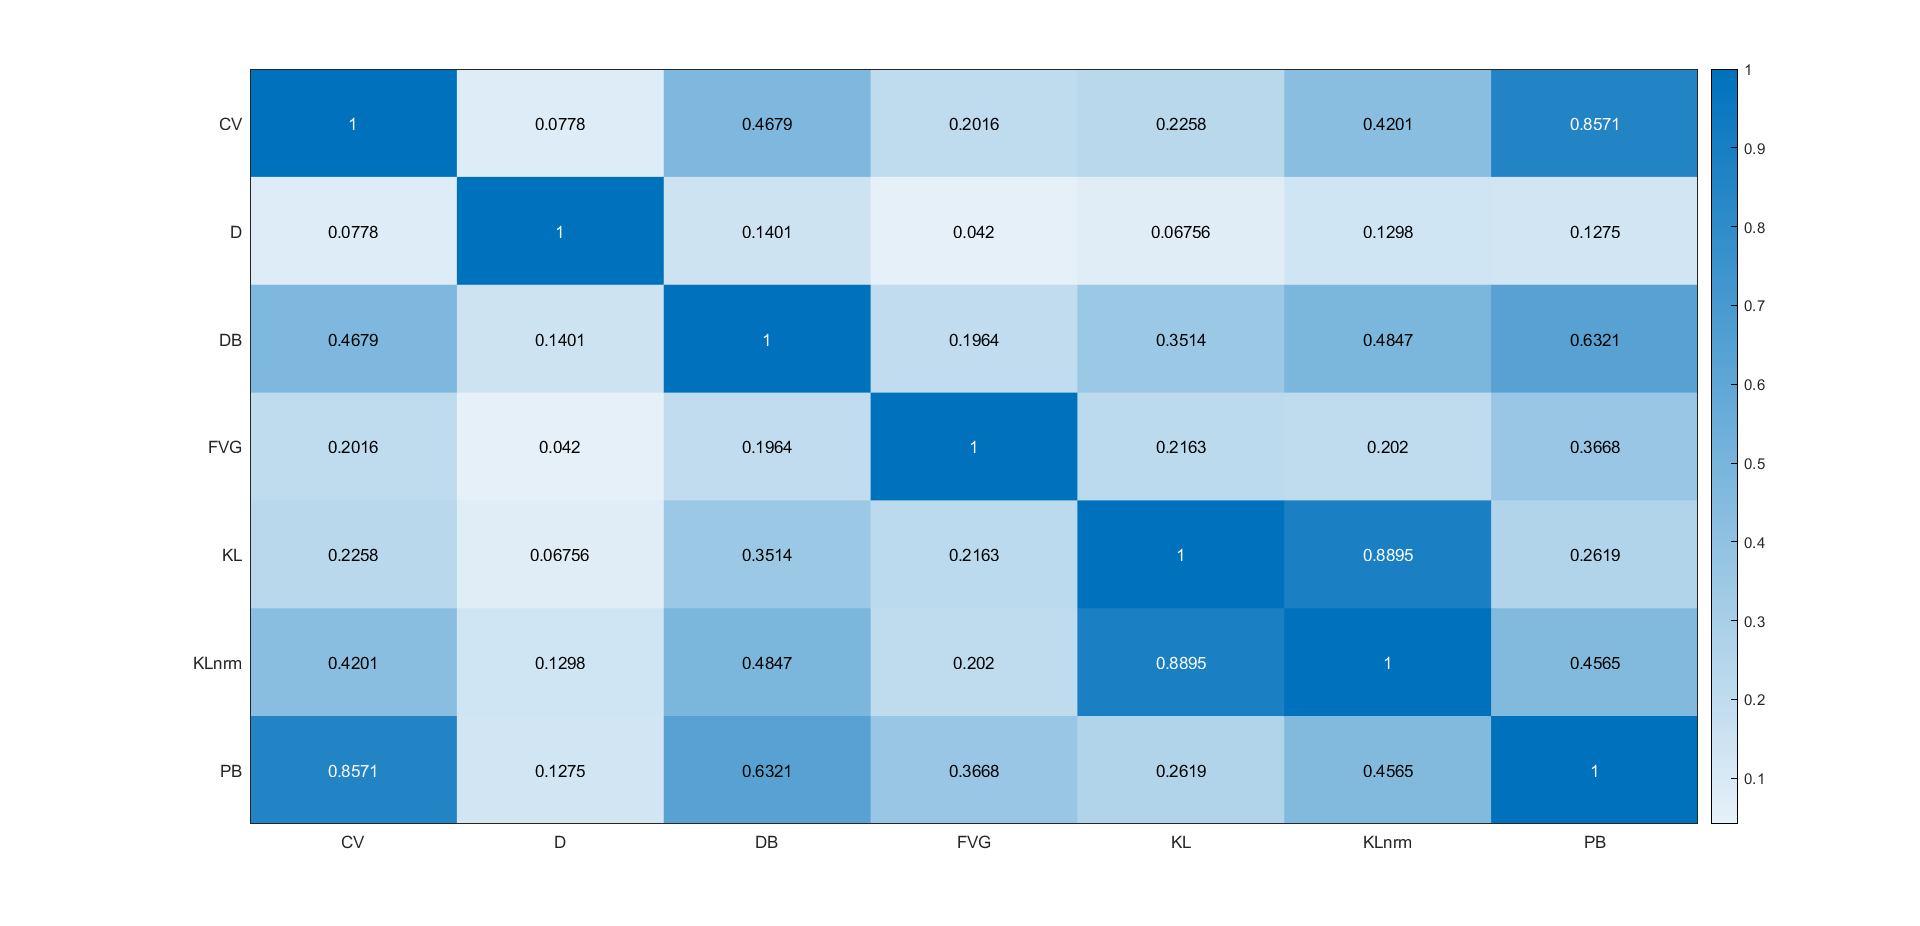 CV 1 0.0778 0.4679 0.2016 0.2258 0.4201 0.8571
D 0.0778 1 0.1401 0.042 0.06756 0.1298 0.1275
DB 0.4679 0.1401 1 0.1964 0.3514 0.4847 0.6321
FVG 0.2016 0.042 0.1964 1 0.2163 0.202 0.3668
KL 0.2258 0.06756 0.3514 0.2163 1 0.8895 0.2619
KLnrm 0.4201 0.1298 0.4847 0.202 0.8895 1 0.4565
PB 0.8571 0.1275 0.6321 0.3668 0.2619 0.4565 1
CV D DB FVG KL KLnrm PB
1
0.9
0.8
0.7
0.6
0.5
0.4
0.3
0.2
0.1